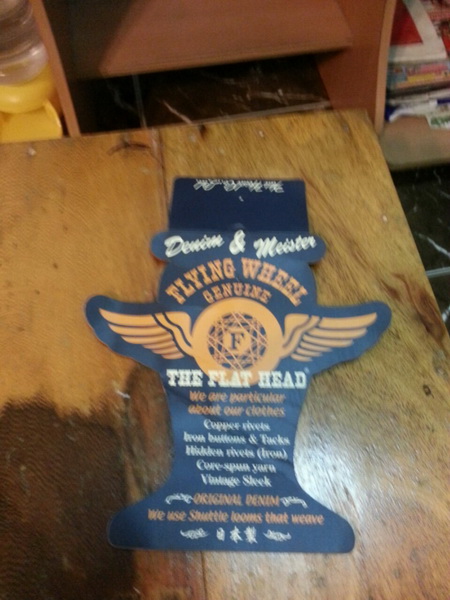 Denim & Meister
FLYING WHEEL
GENUINE
F
THE FLAT HEAD
We are particular
about our clothes
Copper rivets
Iron buttons & Tacks
Hidden rivets (Iron)
Core-spun yarn
Vintage Sleek
ORIGINAL DENIM
We use Shuttle looms that weave
日本製